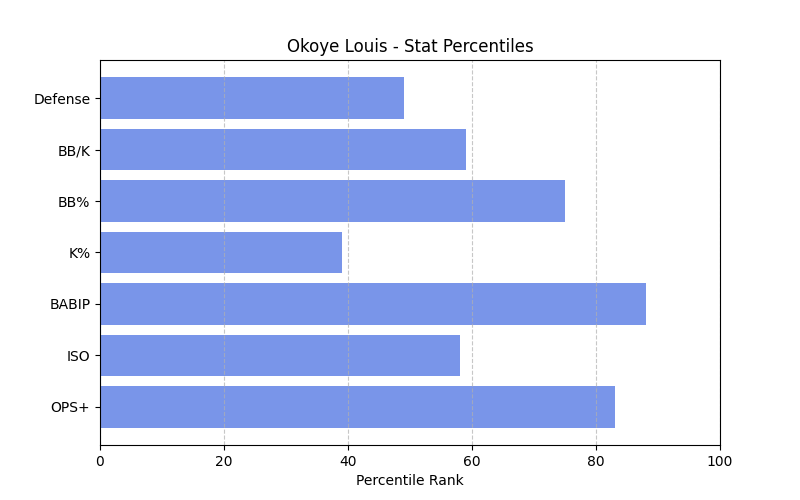 Okoye Louis - Stat Percentiles
Defense
BB/K
BB%
K%
BABIP
ISO
OPS+
0 20 40 60 80 100
Percentile Rank